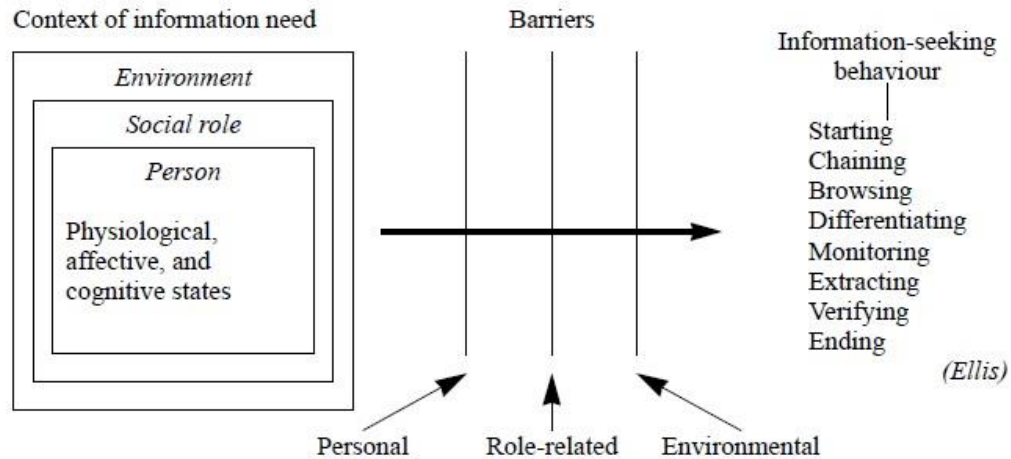 Context of information need
Barriers
Information-seeking
behaviour
Environment
Social role
Person
Physiological,
affective, and
cognitive states
Starting
Chaining
Browsing
Differentiating
Monitoring
Extracting
Verifying
Ending
(Ellis)
Personal
Role-related
Environmental